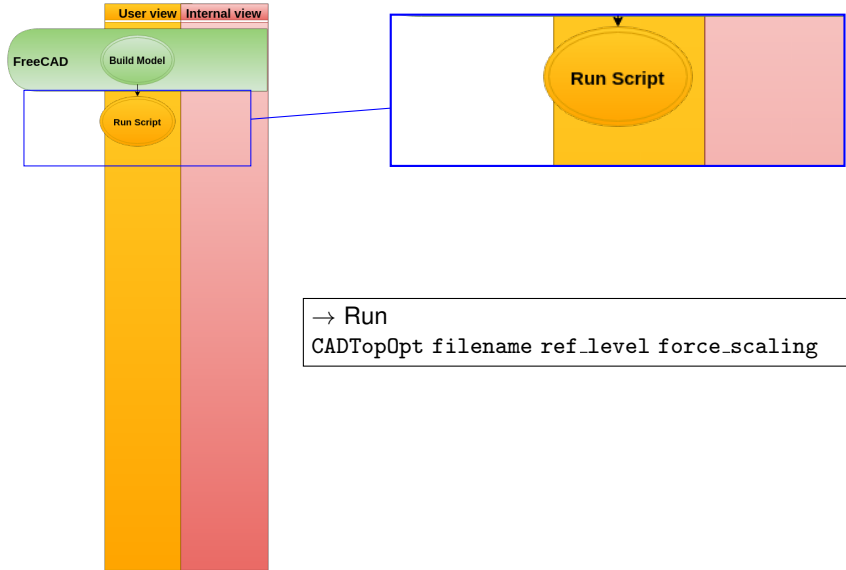 User view
Internal view
FreeCAD
Build Model
Run Script
Run Script
→ Run
CADTopOpt filename ref_level force_scaling